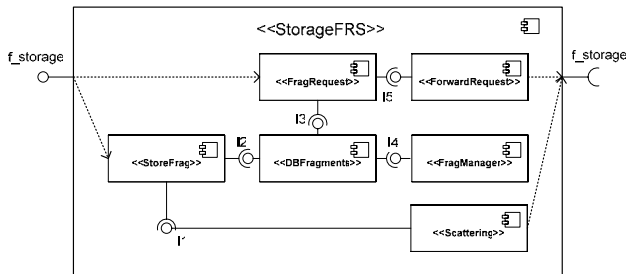 <<StorageFRS>>
f_storage
f_storage
<<FragRequest>>
I5
<<ForwardRequest>>
I3
I2
I4
<<StoreFrag>>
<<DBFragments>>
<<FragManager>>
I1
<<Scattering>>